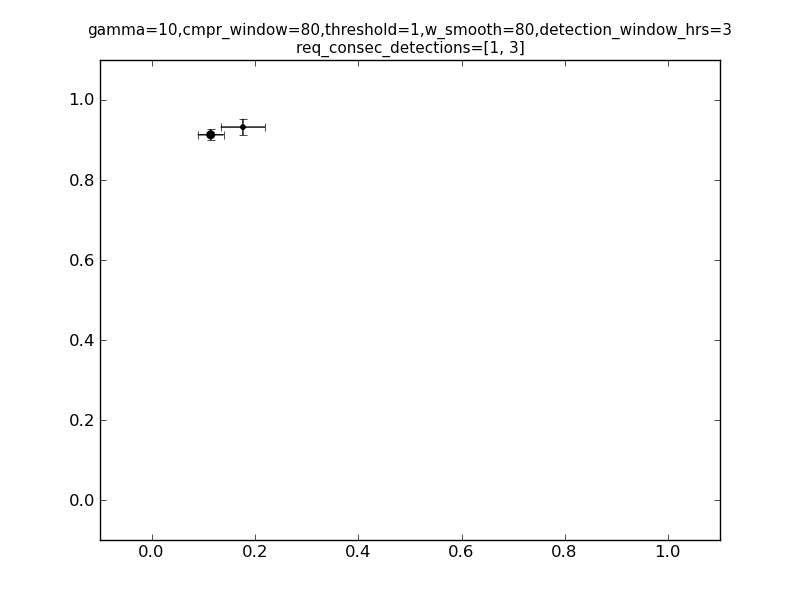 gamma=10,cmpr_window=80,threshold=1,w_smooth=80,detection_window_hrs=3
req_consec_detections=[1, 3]
1.0
0.8
0.6
0.4
0.2
0.0
0.0 0.2 0.4 0.6 0.8 1.0